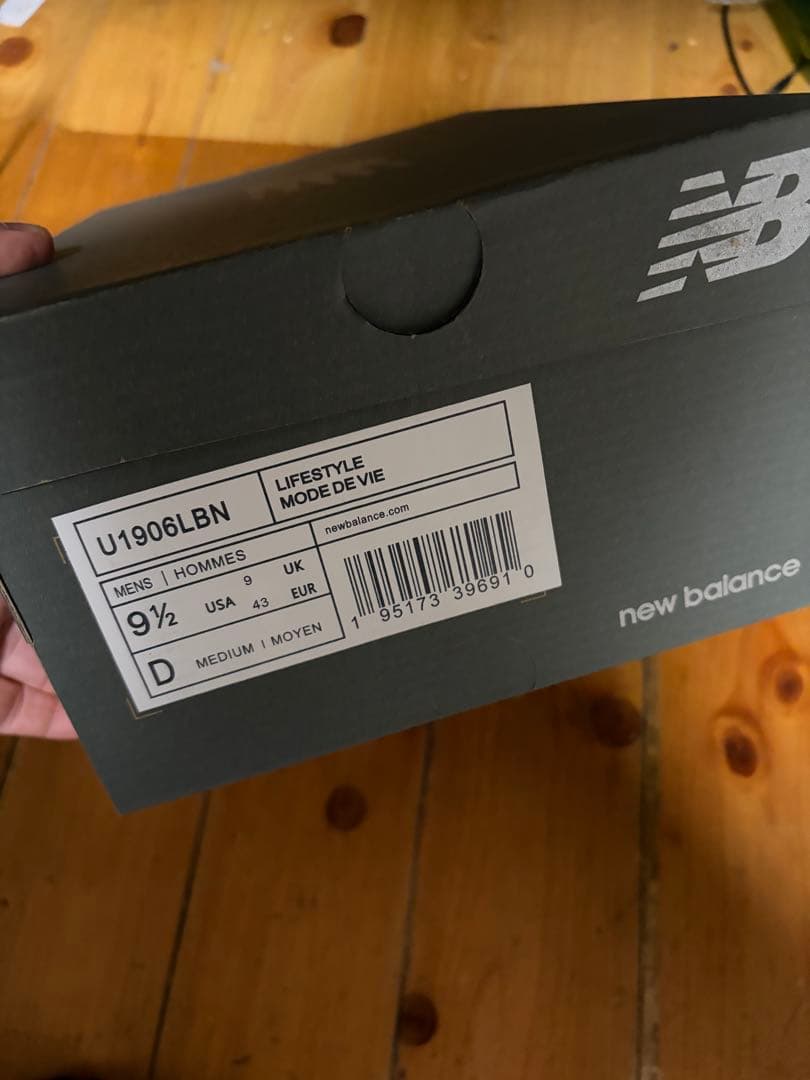 NB
U1906LBN
LIFESTYLE
MODE DE VIE
newbalance.com
MENS | HOMMES
9½ USA 9 UK
43 EUR
D MEDIUM | MOYEN
1 95173 39691 0
new balance